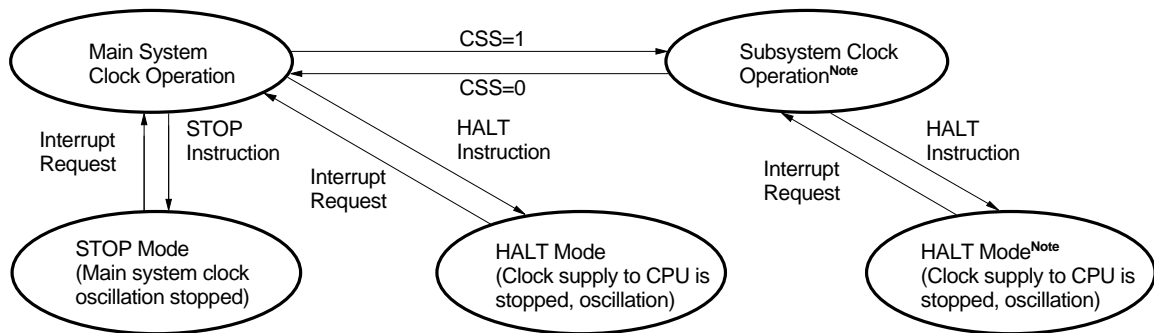 Main System
Clock Operation
CSS=1
CSS=0
Subsystem Clock
OperationNote
Interrupt
Request
STOP
Instruction
HALT
Instruction
Interrupt
Request
HALT
Instruction
Interrupt
Request
STOP Mode
(Main system clock
oscillation stopped)
HALT Mode
(Clock supply to CPU is
stopped, oscillation)
HALT ModeNote
(Clock supply to CPU is
stopped, oscillation)